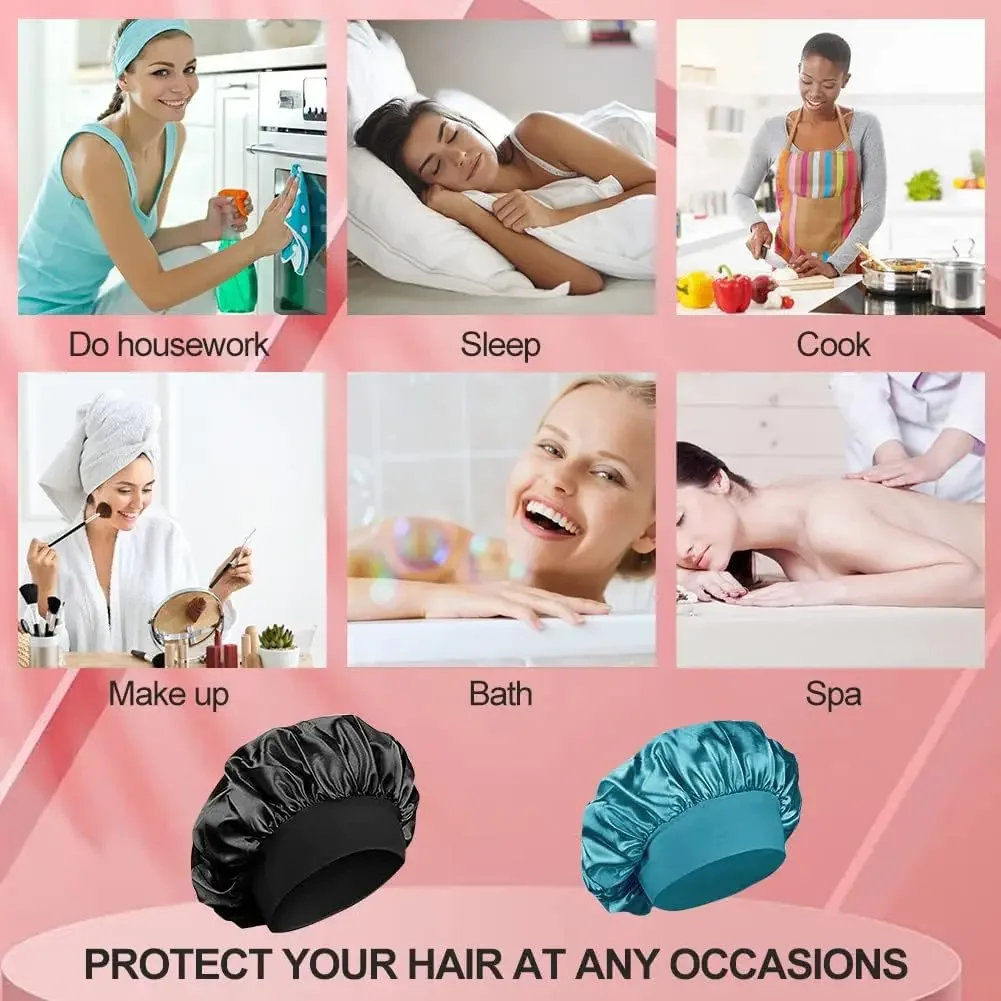 Do housework
Sleep
Cook
Make up
Bath
Spa
PROTECT YOUR HAIR AT ANY OCCASIONS